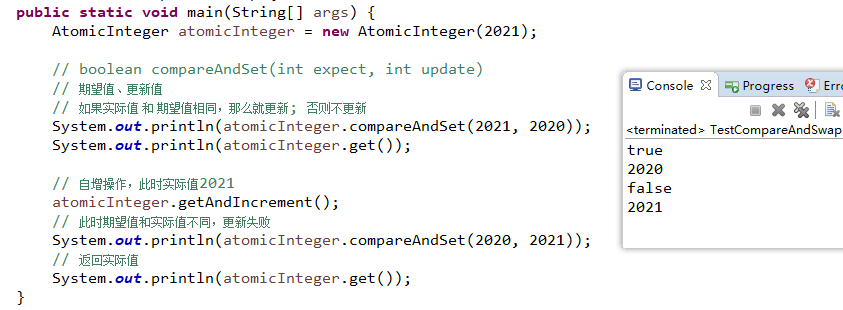 public static void main(String[] args) {
AtomicInteger atomicInteger = new AtomicInteger(2021);
// boolean compareAndSet(int expect, int update)
// 期望值、更新值
// 如果实际值 和 期望值相同，那么就更新；否则不更新
System.out.println(atomicInteger.compareAndSet(2021, 2020));
System.out.println(atomicInteger.get());
// 自增操作，此时实际值2021
atomicInteger.getAndIncrement();
// 此时期望值和实际值不同，更新失败
System.out.println(atomicInteger.compareAndSet(2020, 2021));
// 返回实际值
System.out.println(atomicInteger.get());
}
Console Progress Erro
<terminated> TestCompareAndSwap
true
2020
false
2021